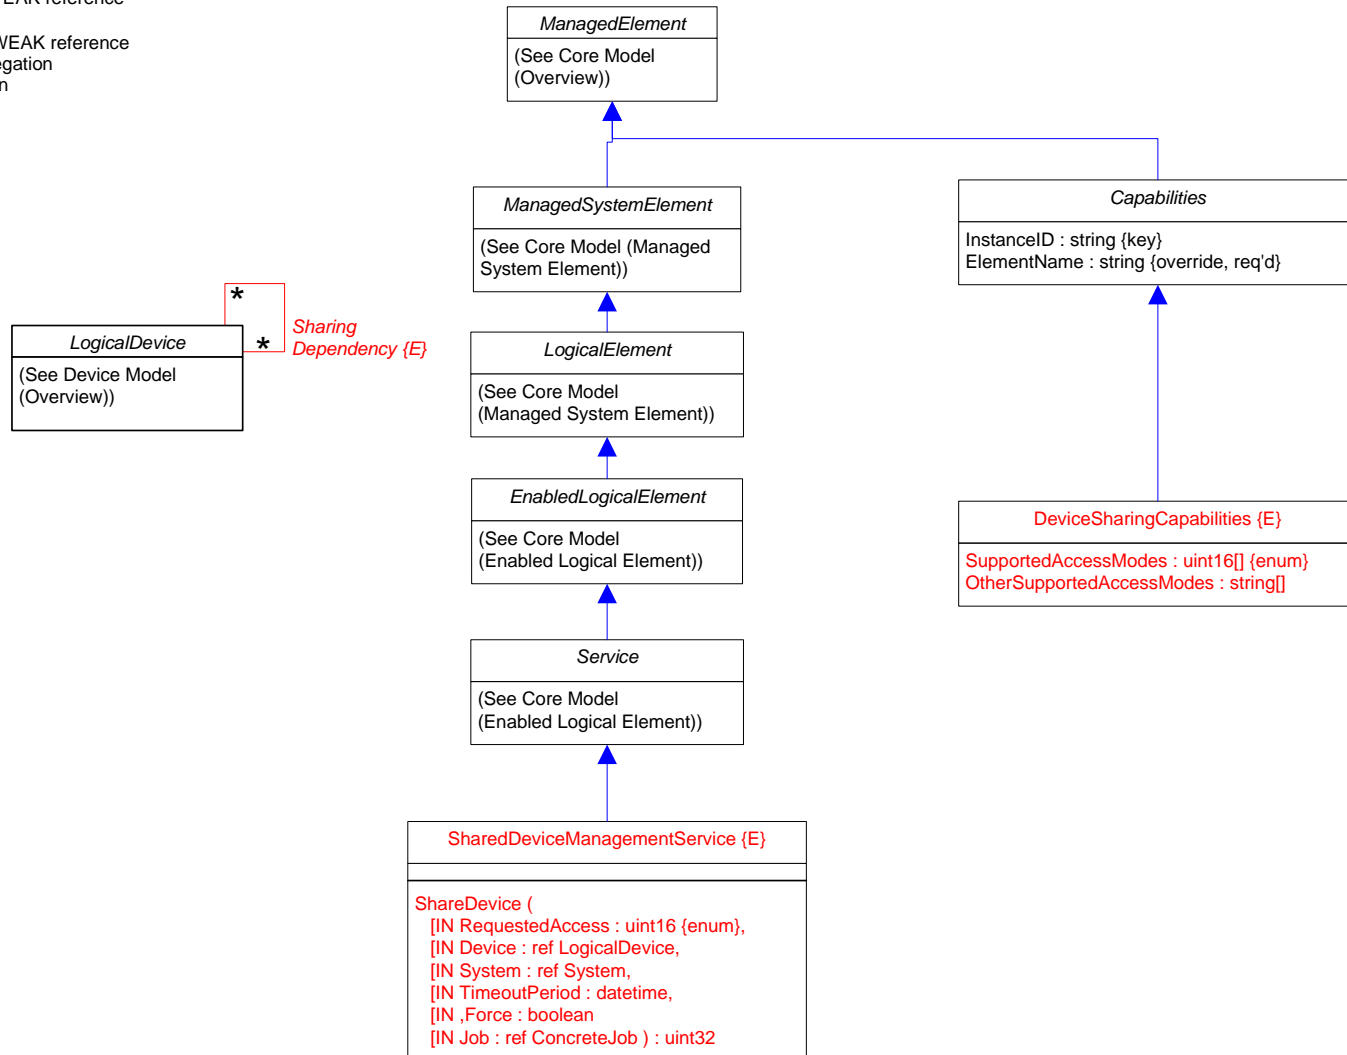 reference
WEAK reference
ManagedElement
(See Core Model
(Overview))
ManagedSystemElement
(See Core Model (Managed
System Element))
Capabilities
InstanceID : string {key}
ElementName : string {override, req'd}
*
*
Sharing
Dependency {E}
LogicalDevice
(See Device Model
(Overview))
LogicalElement
(See Core Model
(Managed System Element))
EnabledLogicalElement
(See Core Model
(Enabled Logical Element))
DeviceSharingCapabilities {E}
SupportedAccessModes : uint16[] {enum}
OtherSupportedAccessModes : string[]
Service
(See Core Model
(Enabled Logical Element))
SharedDeviceManagementService {E}
ShareDevice (
[IN RequestedAccess : uint16 {enum},
[IN Device : ref LogicalDevice,
[IN System : ref System,
[IN TimeoutPeriod : datetime,
[IN ,Force : boolean
[IN Job : ref ConcreteJob ) : uint32